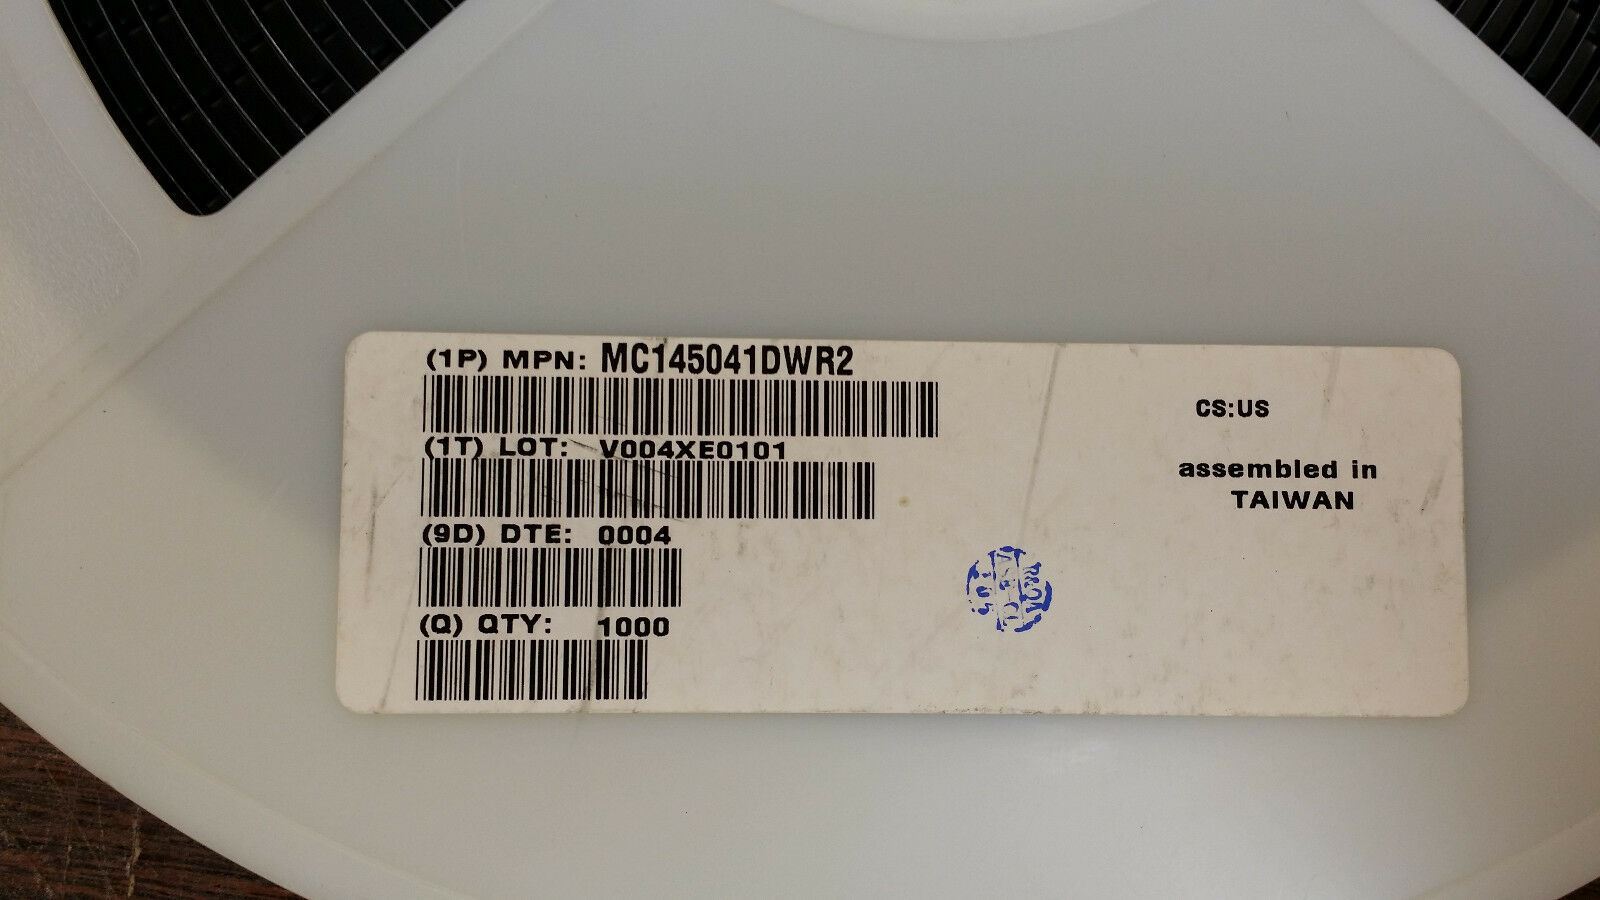 (1P) MPN: MC145041DWR2
CS:US
(1T) LOT: V004XE0101
assembled in
TAIWAN
(9D) DTE: 0004
(Q) QTY: 1000